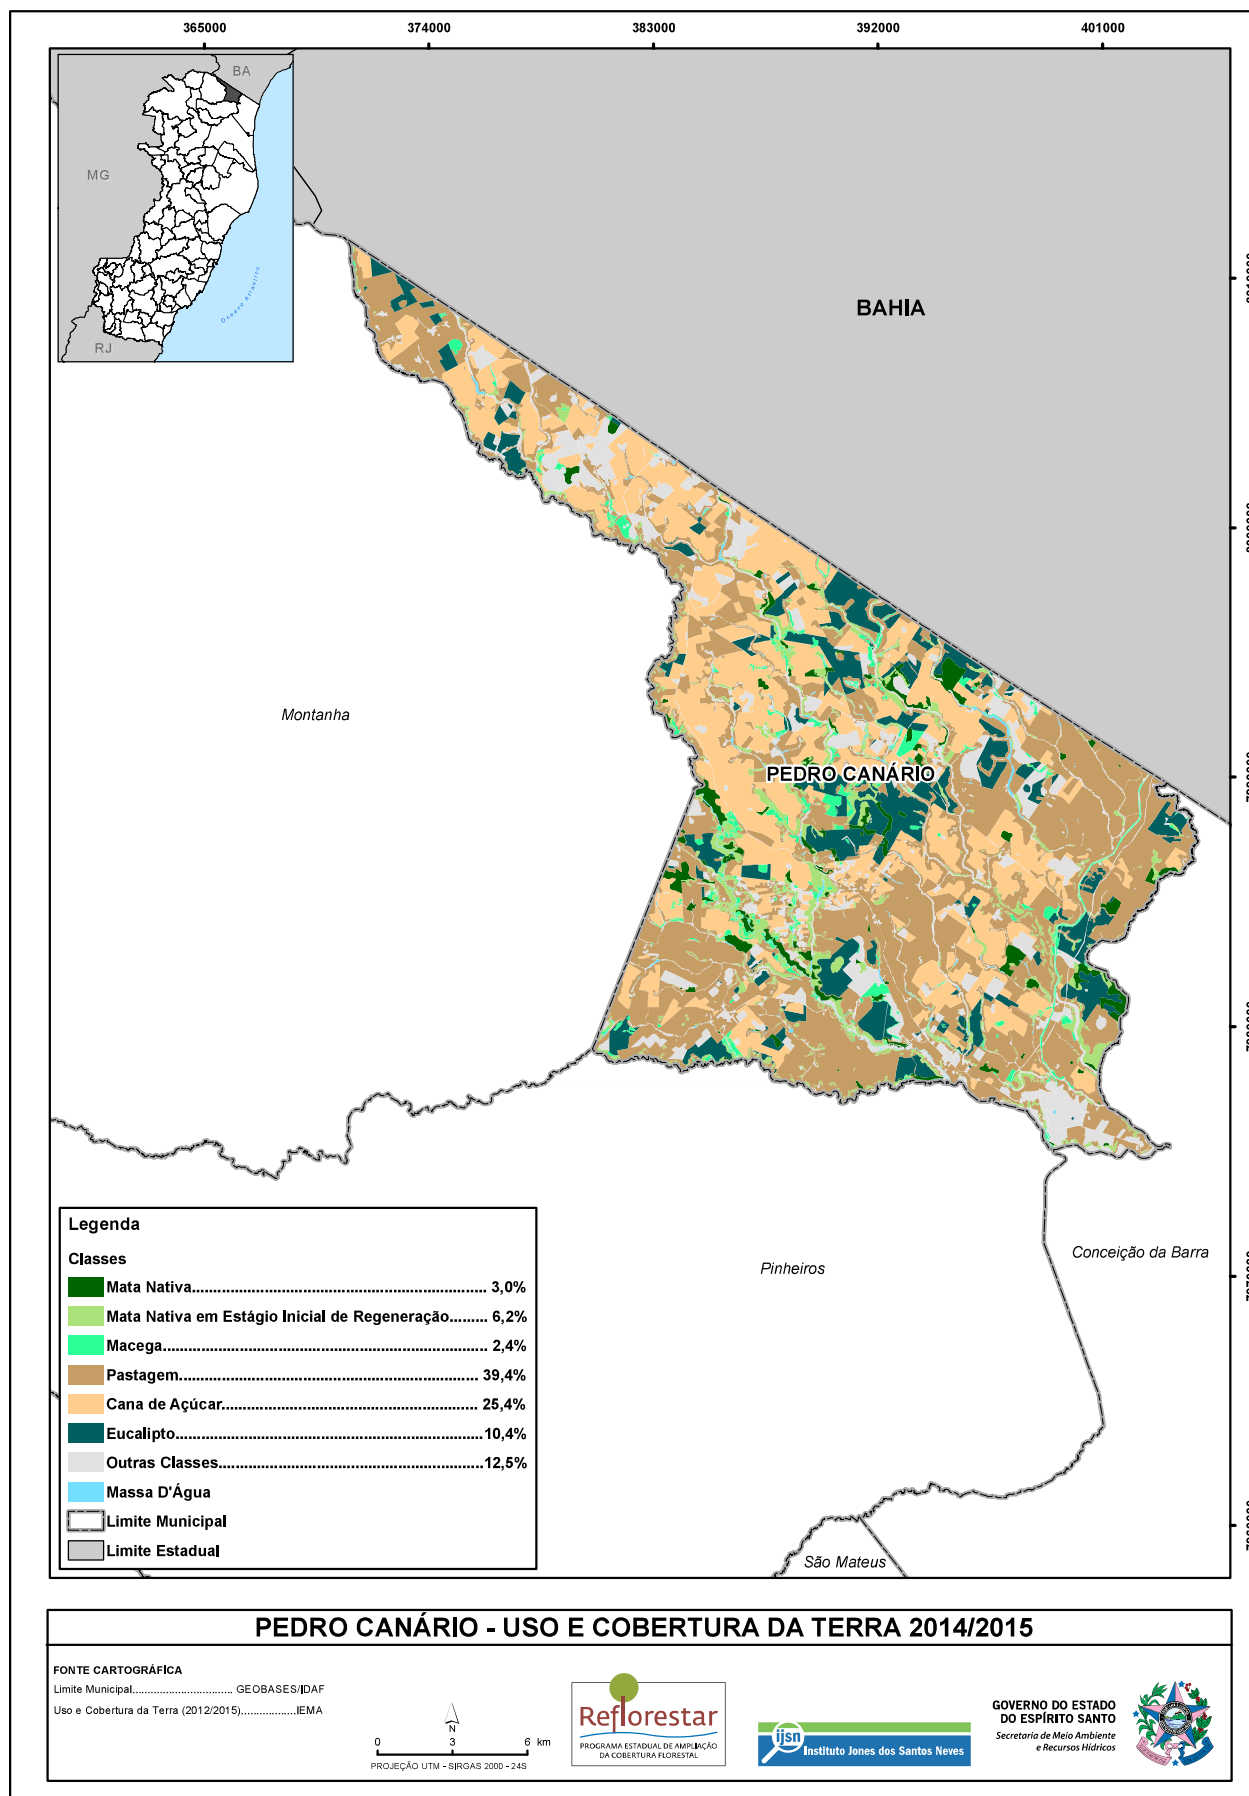 365000 374000 383000 392000 401000
BA
MG
Oceano Atlântico
RJ
BAHIA
Montanha
PEDRO CANÁRIO
Pinheiros
Conceição da Barra
São Mateus
Legenda
Classes
Mata Nativa 3,0%
Mata Nativa em Estágio Inicial de Regeneração 6,2%
Macega 2,4%
Pastagem 39,4%
Cana de Açúcar 25,4%
Eucalipto 10,4%
Outras Classes 12,5%
Massa D'Água
Limite Municipal
Limite Estadual
PEDRO CANÁRIO - USO E COBERTURA DA TERRA 2014/2015
FONTE CARTOGRÁFICA
Limite Municipal................................. GEOBASES/IDAF
Uso e Cobertura da Terra (2012/2015)..................IEMA
N
0 3 6 km
PROJEÇÃO UTM - SIRGAS 2000 - 24S
Reflorestar
PROGRAMA ESTADUAL DE AMPLIAÇÃO
DA COBERTURA FLORESTAL
ijsn
Instituto Jones dos Santos Neves
GOVERNO DO ESTADO
DO ESPÍRITO SANTO
Secretaria de Meio Ambiente
e Recursos Hídricos